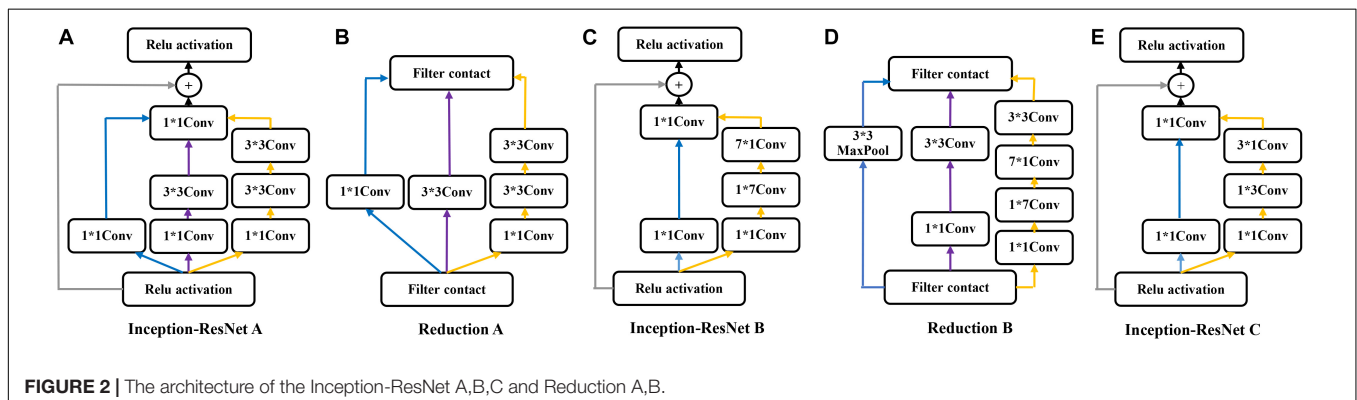 A
Relu activation
+
1*1Conv
3*3Conv
3*3Conv
3*3Conv
1*1Conv
1*1Conv
1*1Conv
Relu activation
Inception-ResNet A
B
Filter contact
3*3Conv
1*1Conv
3*3Conv
3*3Conv
1*1Conv
Filter contact
Reduction A
C
Relu activation
+
1*1Conv
7*1Conv
1*7Conv
1*1Conv
1*1Conv
Relu activation
Inception-ResNet B
D
Filter contact
3*3Conv
3*3
MaxPool
3*3Conv
7*1Conv
1*7Conv
1*1Conv
1*1Conv
Filter contact
Reduction B
E
Relu activation
+
1*1Conv
3*1Conv
1*3Conv
1*1Conv
1*1Conv
Relu activation
Inception-ResNet C
FIGURE 2 | The architecture of the Inception-ResNet A,B,C and Reduction A,B.